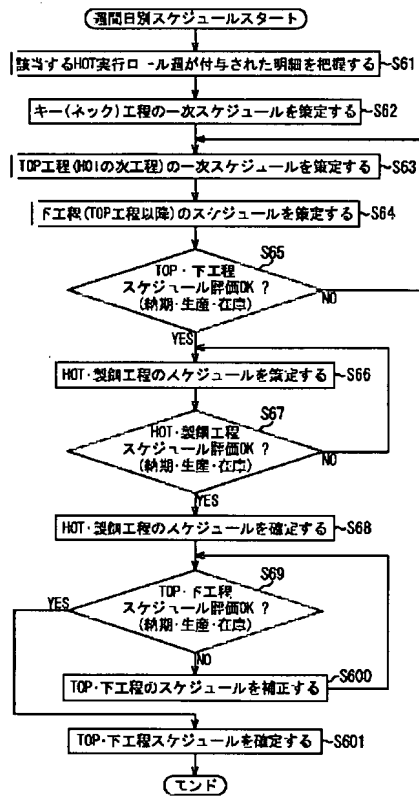 週間日別スケジュールスタート
該当するHOT実行ロール週が付与された明細を把握する
S61
キー(ネック)工程の一次スケジュールを策定する
S62
TOP工程(HOTの次工程)の一次スケジュールを策定する
S63
下工程(TOP工程以降)のスケジュールを策定する
S64
S65
TOP・下工程
スケジュール評価OK?
(納期・生産・在庫)
NO
YES
HOT・製鋼工程のスケジュールを策定する
S66
S67
HOT・製鋼工程
スケジュール評価OK?
(納期・生産・在庫)
NO
YES
HOT・製鋼工程のスケジュールを確定する
S68
S69
YES
TOP・下工程
スケジュール評価OK?
(納期・生産・在庫)
NO
S600
TOP・下工程のスケジュールを補正する
TOP・下工程スケジュールを確定する
S601
エンド